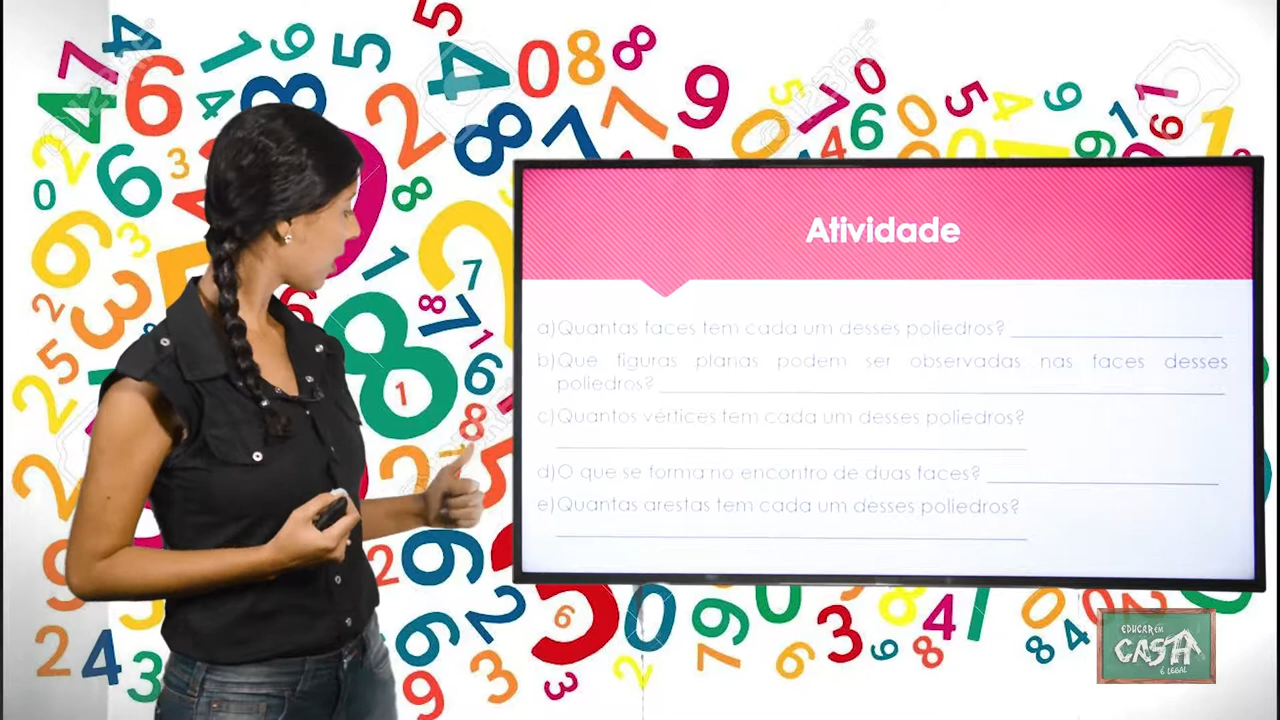 Atividade
a)Quantas faces tem cada um desses poliedros?
b)Que figuras planas podem ser observadas nas faces desses
poliedros?
c)Quantos vértices tem cada um desses poliedros?
d)O que se forma no encontro de duas faces?
e)Quantas arestas tem cada um desses poliedros?
EDUCAR EM
CASA
É LEGAL